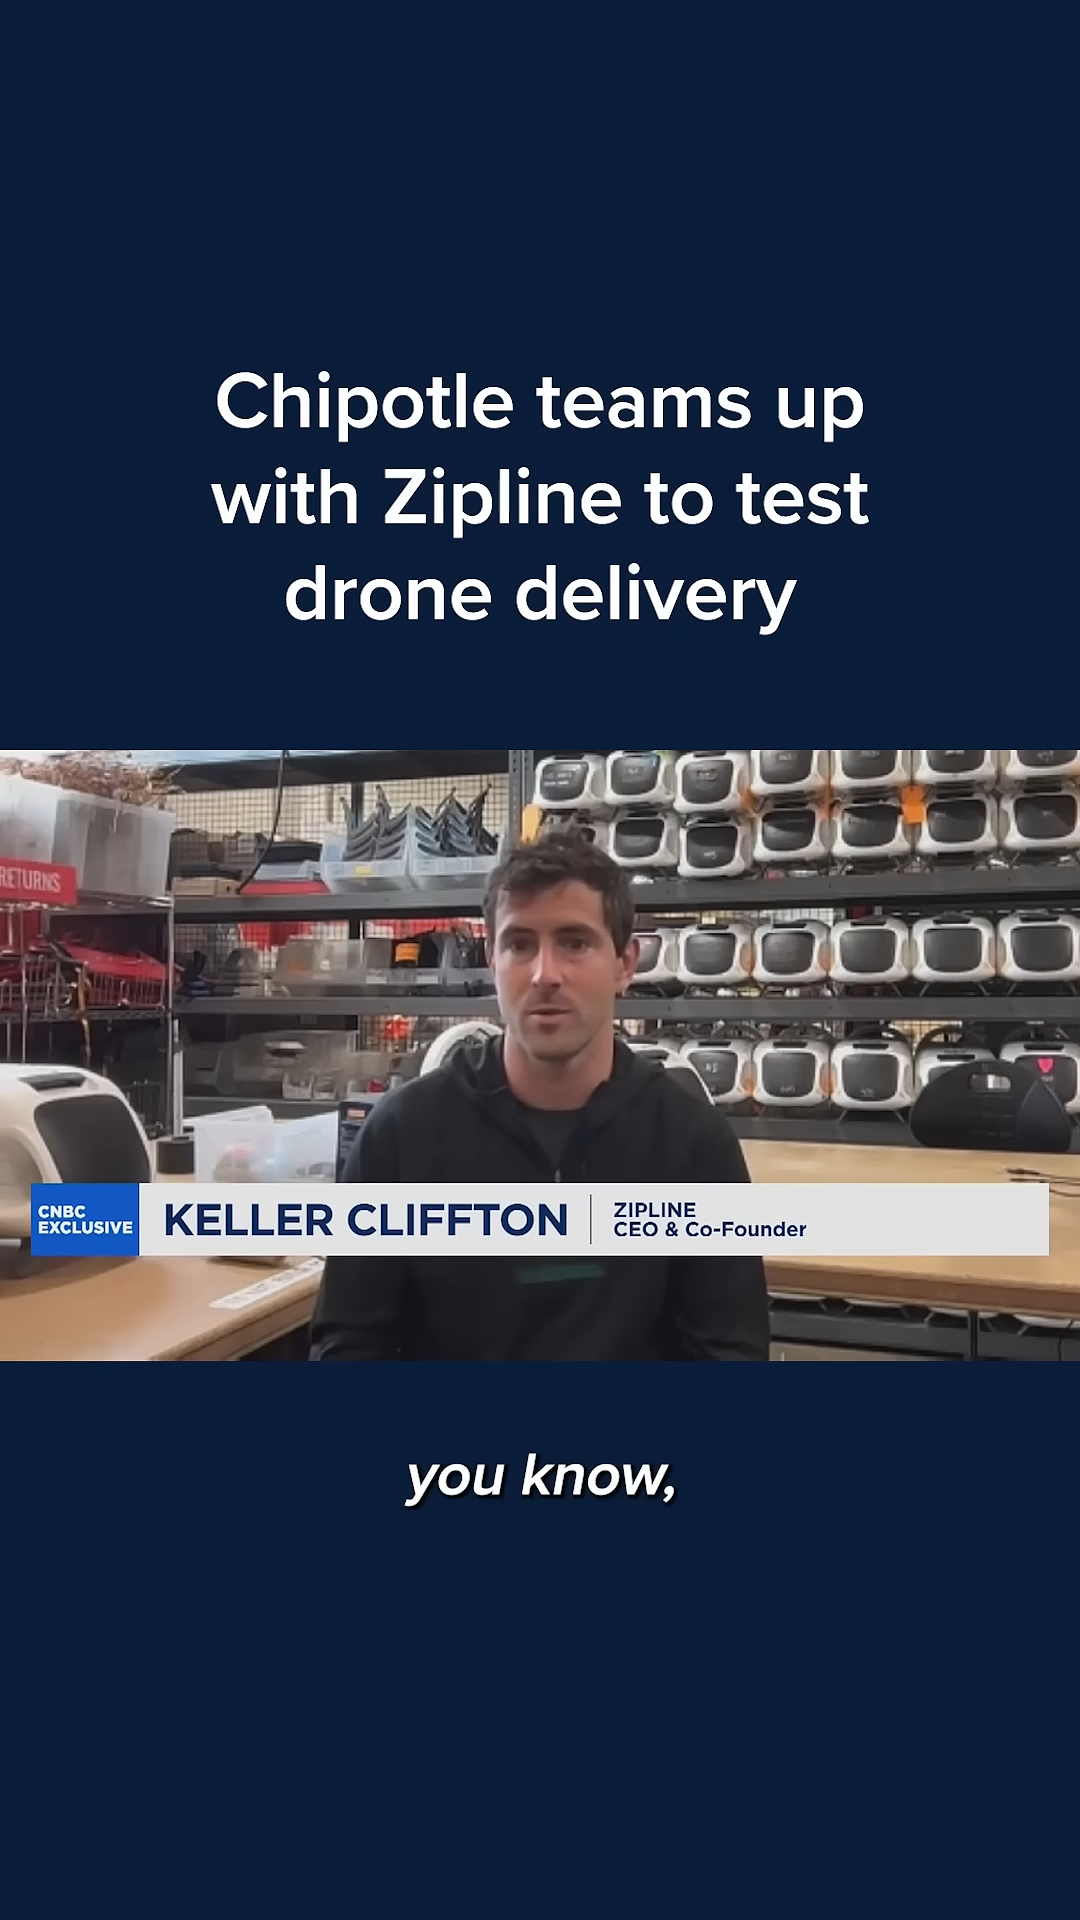 Chipotle teams up
with Zipline to test
drone delivery
RETURNS
CNBC
EXCLUSIVE
KELLER CLIFFTON
ZIPLINE
CEO & Co-Founder
you know,